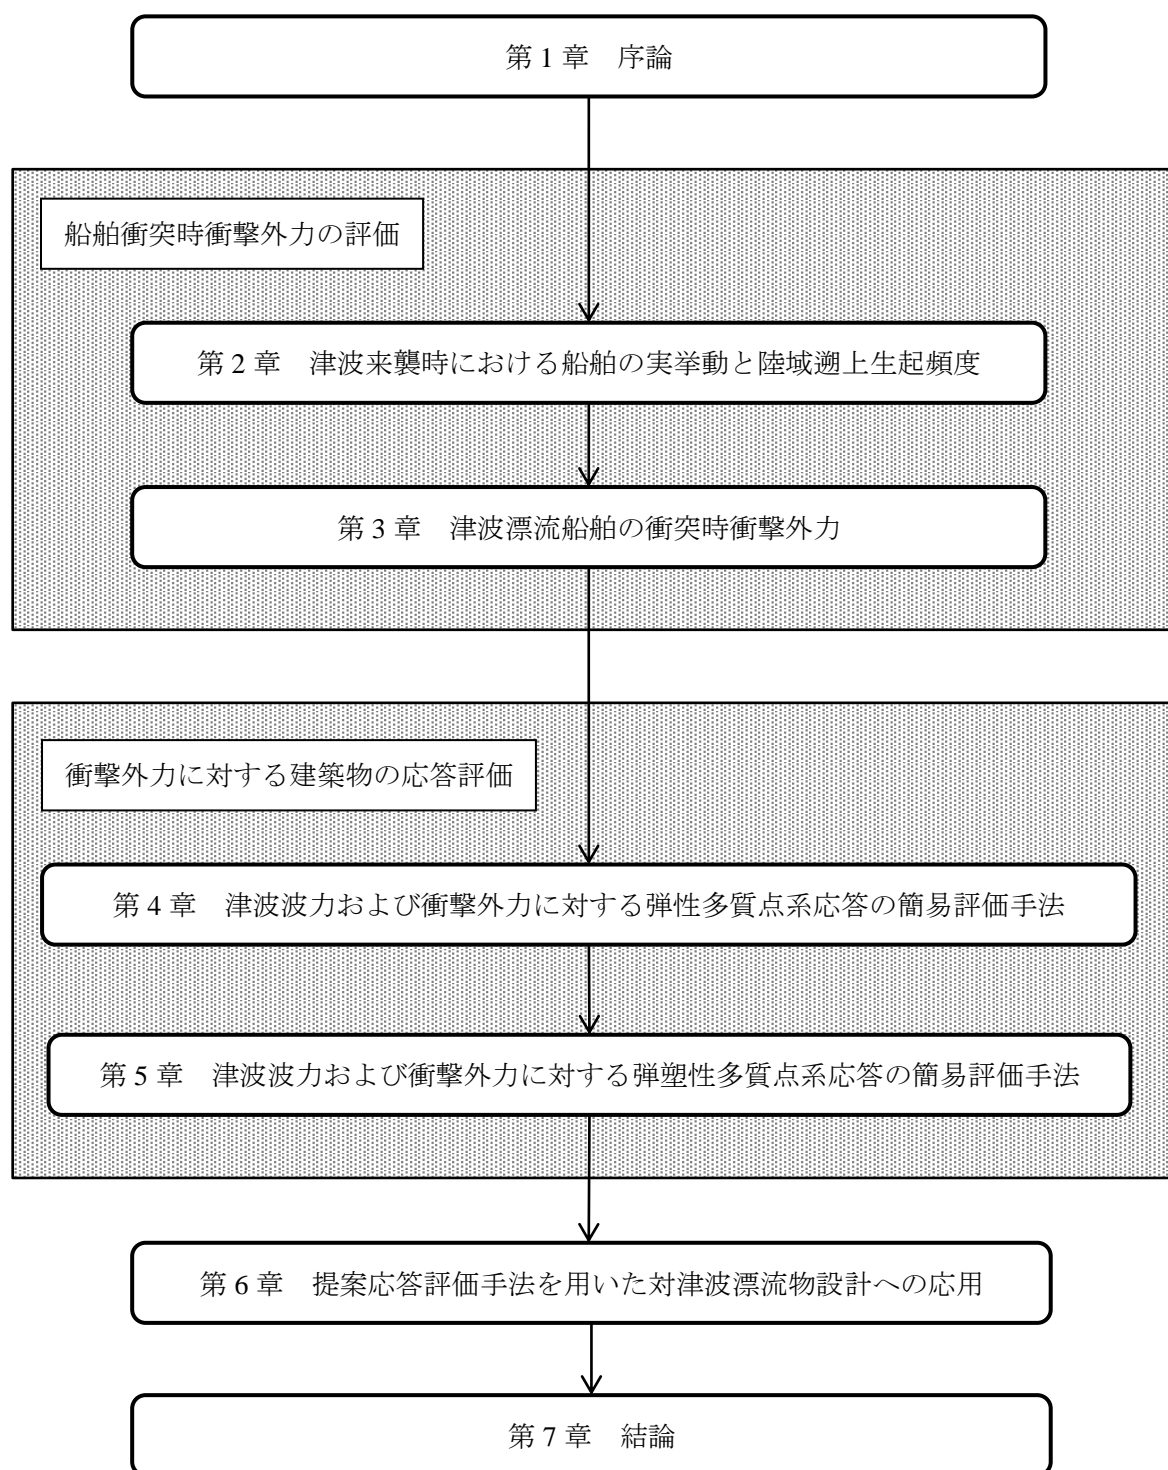 第 1 章　序論
船舶衝突時衝撃外力の評価
第 2 章　津波来襲時における船舶の実挙動と陸域遡上生起頻度
第 3 章　津波漂流船舶の衝突時衝撃外力
衝撃外力に対する建築物の応答評価
第 4 章　津波波力および衝撃外力に対する弾性多質点系応答の簡易評価手法
第 5 章　津波波力および衝撃外力に対する弾塑性多質点系応答の簡易評価手法
第 6 章　提案応答評価手法を用いた対津波漂流物設計への応用
第 7 章　結論